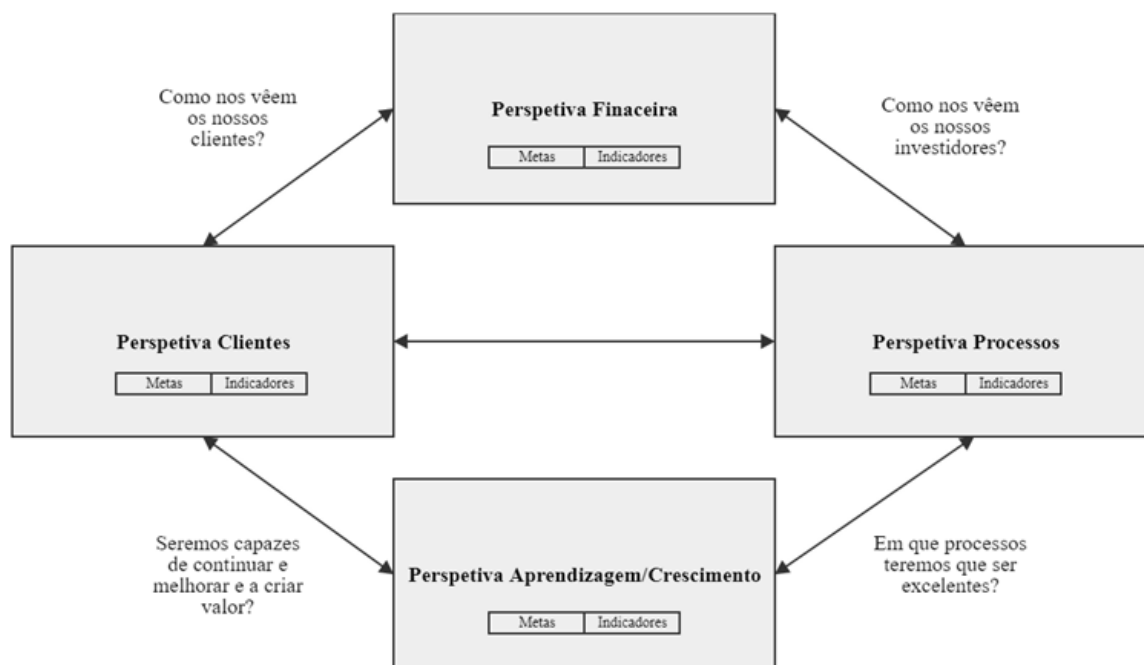 Perspetiva Finaceira
Metas Indicadores
Como nos vêem
os nossos
clientes?
Como nos vêem
os nossos
investidores?
Perspetiva Clientes
Metas Indicadores
Perspetiva Processos
Metas Indicadores
Seremos capazes
de continuar e
melhorar e a criar
valor?
Em que processos
teremos que ser
excelentes?
Perspetiva Aprendizagem/Crescimento
Metas Indicadores